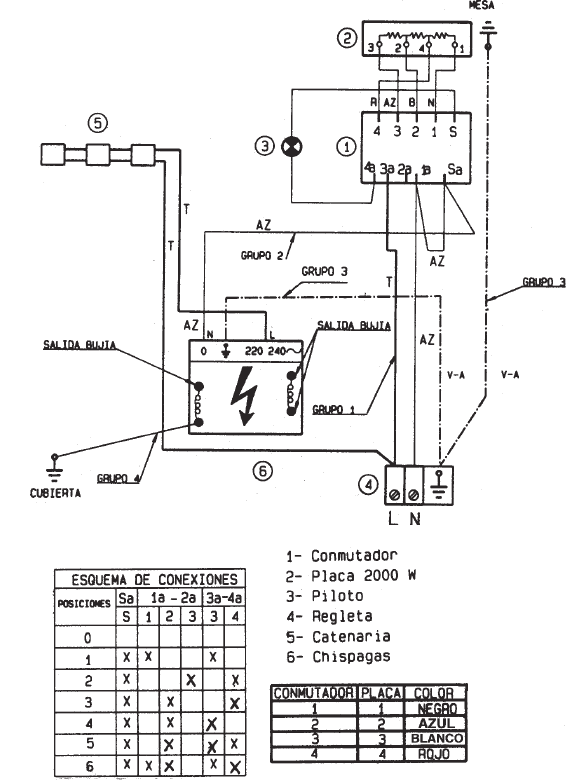 MESA
2
3 2 4 1
R AZ B N
4 3 2 1 S
1
4a 3a 2a 1a Sa
3
5
T
T
AZ
GRUPO 2
GRUPO 3
AZ
T
GRUPO 3
AZ N L
0 220 240~
SALIDA BUJIA
SALIDA BUJIA
AZ
V-A V-A
GRUPO 1
6
GRUPO 4
CUBIERTA
4
L N
1- Conmutador
2- Placa 2000 W
3- Piloto
4- Regleta
5- Catenaria
6- Chispagas
ESQUEMA DE CONEXIONES
POSICIONES Sa 1a - 2a 3a-4a
S 1 2 3 3 4
0
1 X X X
2 X X X
3 X X X
4 X X X
5 X X X X
6 X X X X X
CONMUTADOR PLACA COLOR
1 1 NEGRO
2 2 AZUL
3 3 BLANCO
4 4 ROJO